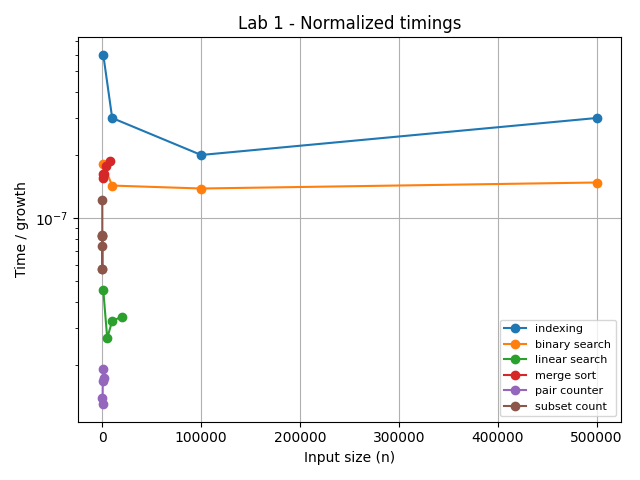 Lab 1 - Normalized timings
Time / growth
10⁻⁷
0 100000 200000 300000 400000 500000
Input size (n)
indexing
binary search
linear search
merge sort
pair counter
subset count